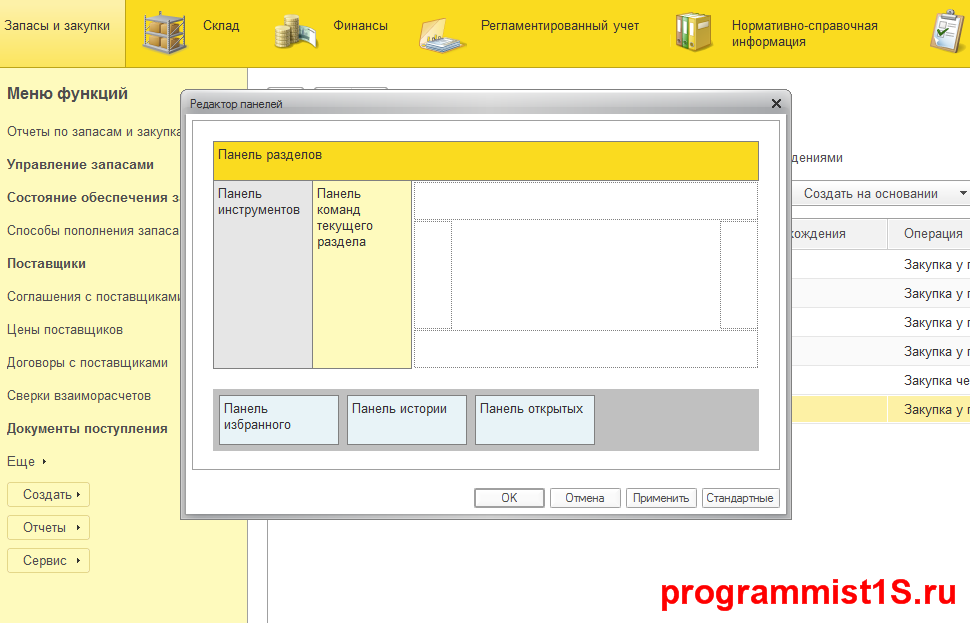 Запасы и закупки
Склад
Финансы
Регламентированный учет
Нормативно-справочная
информация
Меню функций
Отчеты по запасам и закупка
Управление запасами
Состояние обеспечения з
Способы пополнения запаса
Поставщики
Соглашения с поставщиками
Цены поставщиков
Договоры с поставщиками
Сверки взаиморасчетов
Документы поступления
Еще
Создать
Отчеты
Сервис
Редактор панелей
Панель разделов
Панель
инструментов
Панель
команд
текущего
раздела
Панель
избранного
Панель истории
Панель открытых
OK
Отмена
Применить
Стандартные
дениями
Создать на основании
хождения
Операция
Закупка у п
Закупка у п
Закупка у п
Закупка у п
Закупка че
Закупка у п
programmist1S.ru